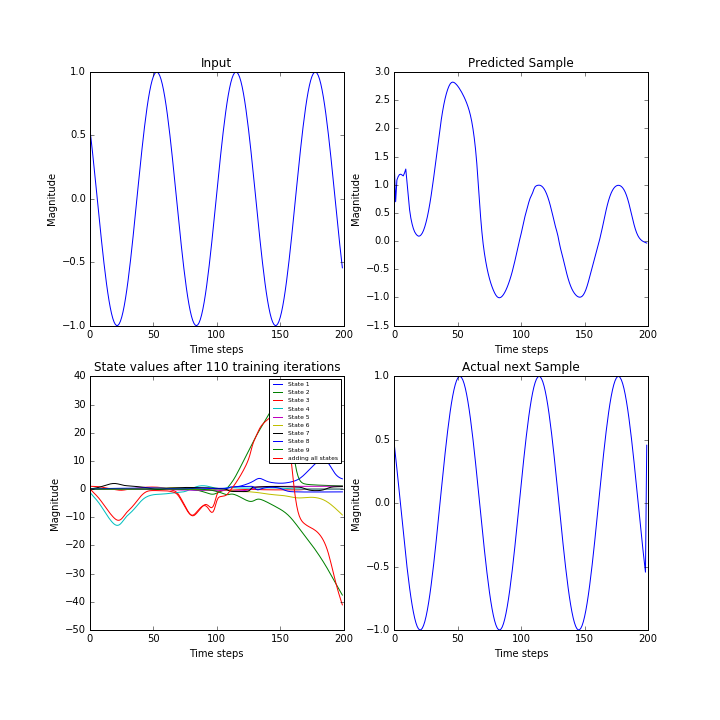 Input
Magnitude
1.0
0.5
0.0
−0.5
−1.0
0 50 100 150 200
Time steps
Predicted Sample
Magnitude
3.0
2.5
2.0
1.5
1.0
0.5
0.0
−0.5
−1.0
−1.5
0 50 100 150 200
Time steps
State values after 110 training iterations
Magnitude
40
30
20
10
0
−10
−20
−30
−40
−50
0 50 100 150 200
Time steps
State 1
State 2
State 3
State 4
State 5
State 6
State 7
State 8
State 9
adding all states
Actual next Sample
Magnitude
1.0
0.5
0.0
−0.5
−1.0
0 50 100 150 200
Time steps